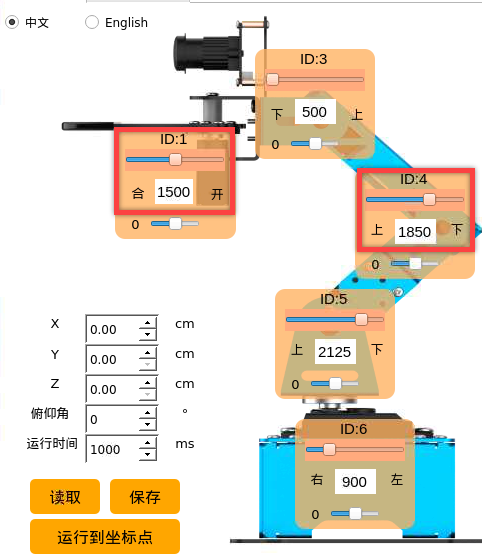 中文 English
ID:3
下 500 上
0
ID:1
合 1500 开
0
ID:4
上 1850 下
0
ID:5
上 2125 下
0
X 0.00 cm
Y 0.00 cm
Z 0.00 cm
俯仰角 0 °
运行时间 1000 ms
ID:6
右 900 左
0
读取 保存
运行到坐标点